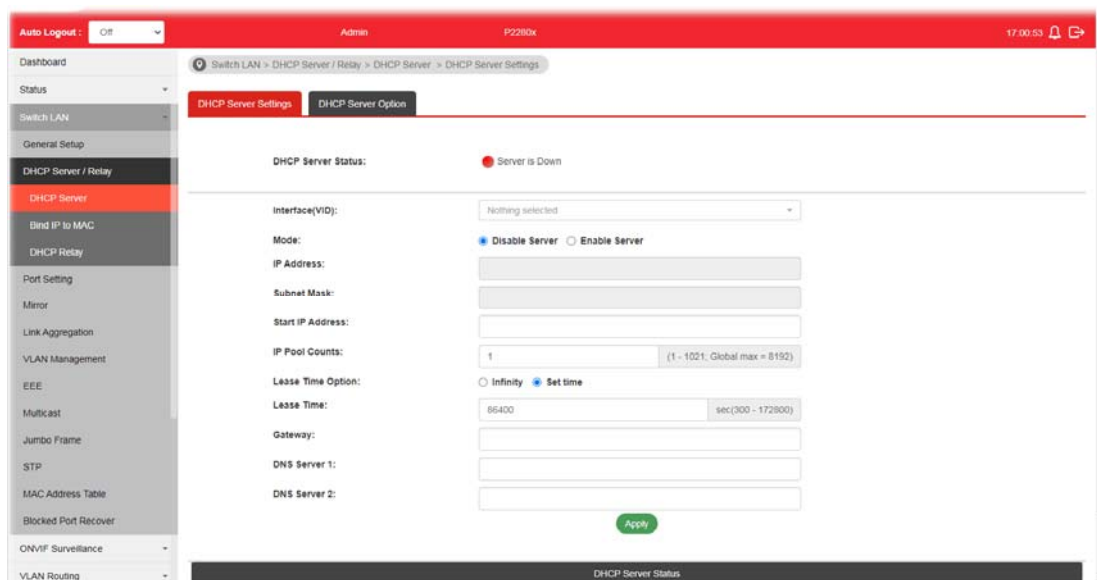 Auto Logout : Off Admin P2280x 17:00:53
Dashboard
Switch LAN > DHCP Server / Relay > DHCP Server > DHCP Server Settings
Status
DHCP Server Settings DHCP Server Option
Switch LAN
General Setup
DHCP Server / Relay
DHCP Server
Bind IP to MAC
DHCP Relay
Port Setting
Mirror
Link Aggregation
VLAN Management
EEE
Multicast
Jumbo Frame
STP
MAC Address Table
Blocked Port Recover
ONVIF Surveillance
VLAN Routing
DHCP Server Status: Server is Down
Interface(VID): Nothing selected
Mode: Disable Server Enable Server
IP Address:
Subnet Mask:
Start IP Address:
IP Pool Counts: 1 (1 - 1021; Global max = 8192)
Lease Time Option: Infinity Set time
Lease Time: 86400 sec(300 - 172800)
Gateway:
DNS Server 1:
DNS Server 2:
Apply
DHCP Server Status